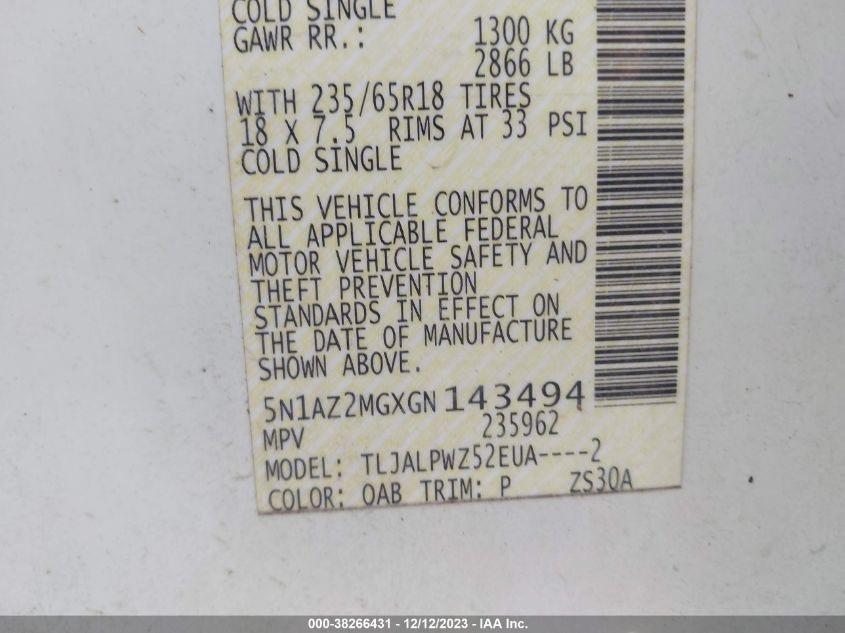 COLD SINGLE
GAWR RR.: 1300 KG
2866 LB
WITH 235/65R18 TIRES
18 X 7.5 RIMS AT 33 PSI
COLD SINGLE
THIS VEHICLE CONFORMS TO
ALL APPLICABLE FEDERAL
MOTOR VEHICLE SAFETY AND
THEFT PREVENTION
STANDARDS IN EFFECT ON
THE DATE OF MANUFACTURE
SHOWN ABOVE.
5N1AZ2MGXGN143494
MPV 235962
MODEL: TLJALPWZ52EUA----2
COLOR: QAB TRIM: P ZS3QA
000-38266431 - 12/12/2023 - IAA Inc.